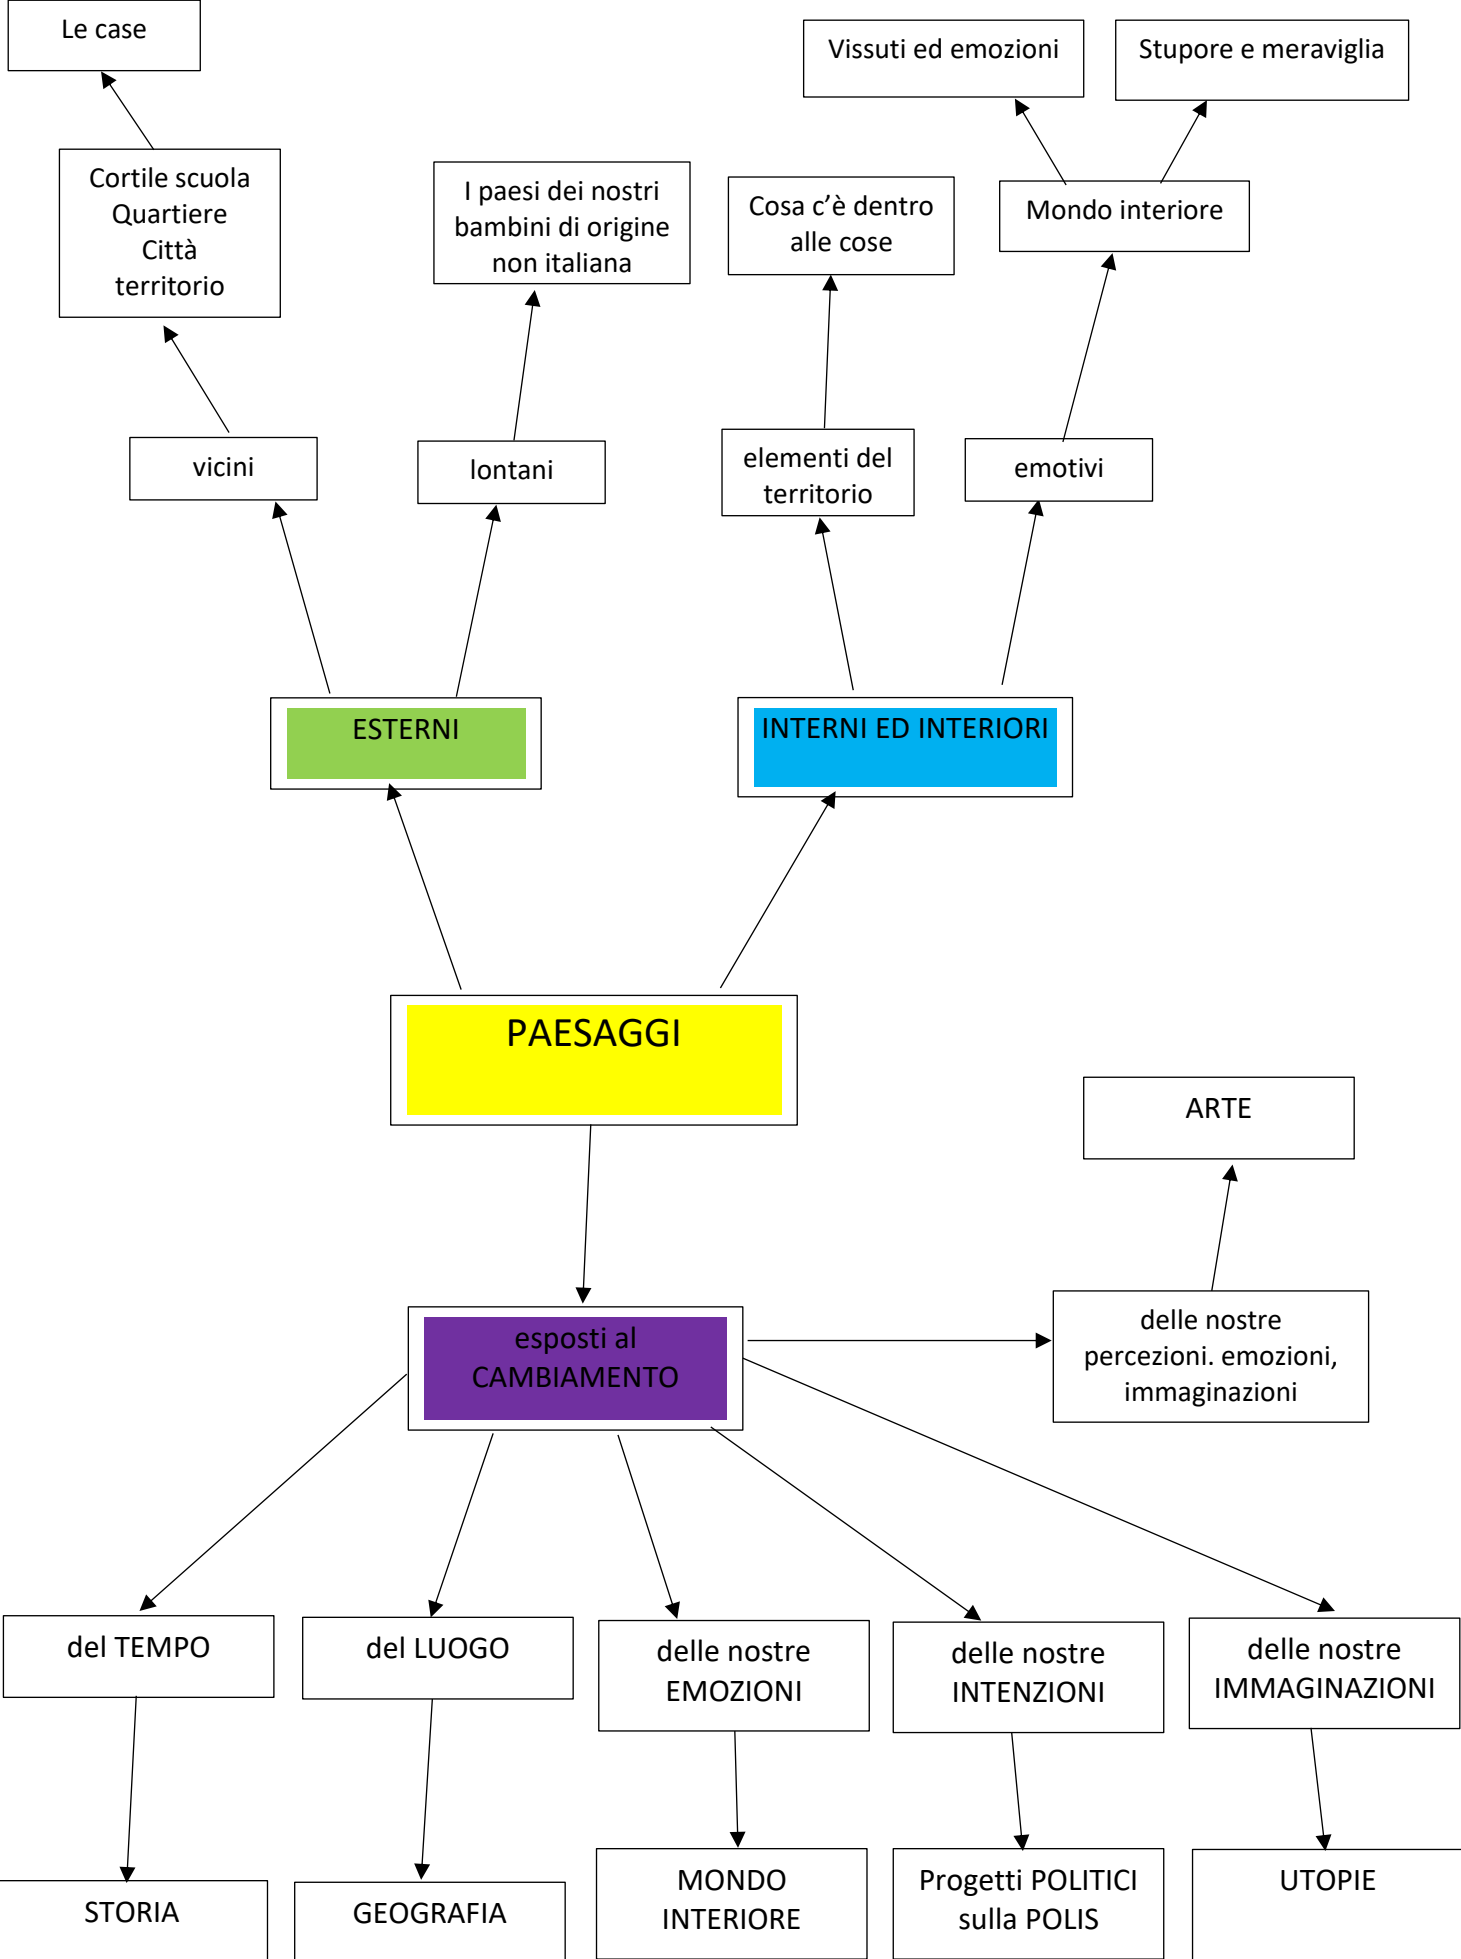 Le case
Vissuti ed emozioni
Stupore e meraviglia
Cortile scuola
Quartiere
Città
territorio
I paesi dei nostri
bambini di origine
non italiana
Cosa c’è dentro
alle cose
Mondo interiore
vicini
lontani
elementi del
territorio
emotivi
ESTERNI
INTERNI ED INTERIORI
PAESAGGI
ARTE
esposti al
CAMBIAMENTO
delle nostre
percezioni. emozioni,
immaginazioni
del TEMPO
del LUOGO
delle nostre
EMOZIONI
delle nostre
INTENZIONI
delle nostre
IMMAGINAZIONI
STORIA
GEOGRAFIA
MONDO
INTERIORE
Progetti POLITICI
sulla POLIS
UTOPIE